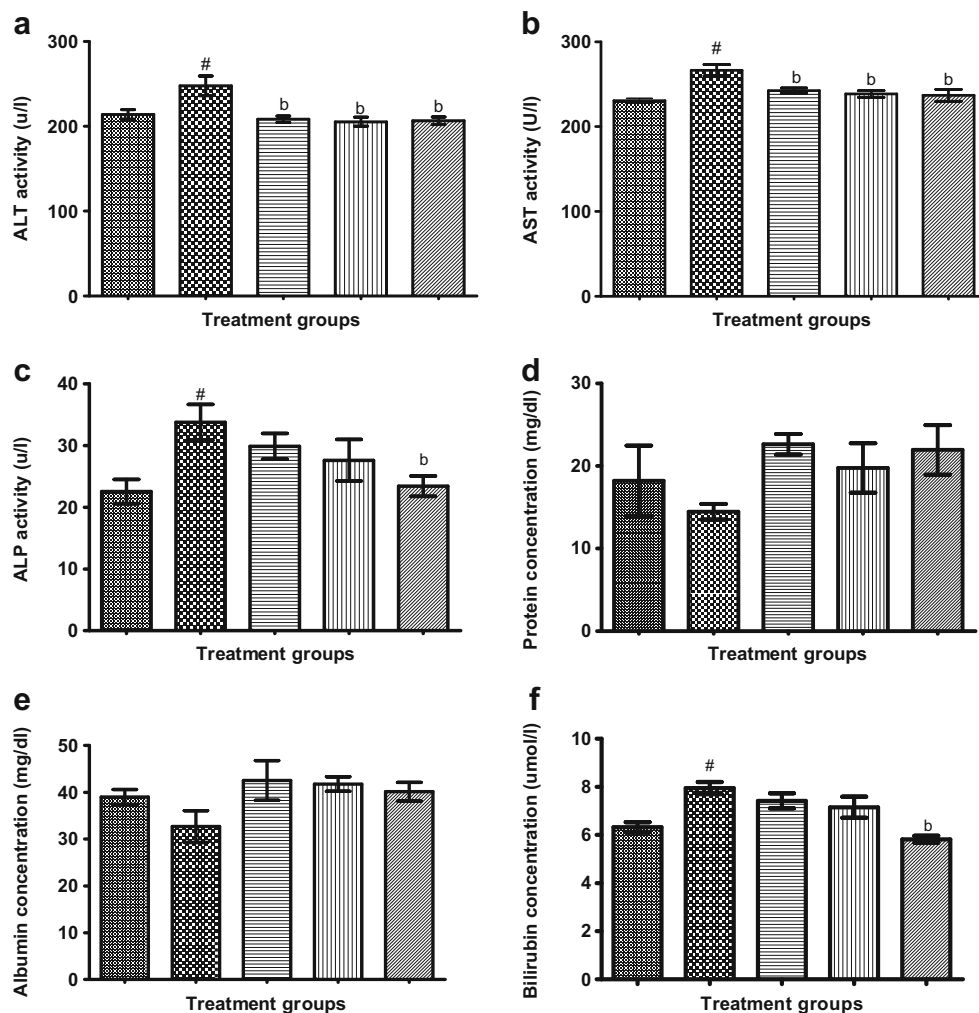 a
ALT activity (u/l)
300
200
100
0
#
b
b
b
Treatment groups
b
AST activity (U/l)
300
200
100
0
#
b
b
b
Treatment groups
c
ALP activity (u/l)
40
30
20
10
0
#
b
Treatment groups
d
Protein concentration (mg/dl)
30
20
10
0
Treatment groups
e
Albumin concentration (mg/dl)
50
40
30
20
10
0
Treatment groups
f
Bilirubin concentration (umol/l)
10
8
6
4
2
0
#
b
Treatment groups